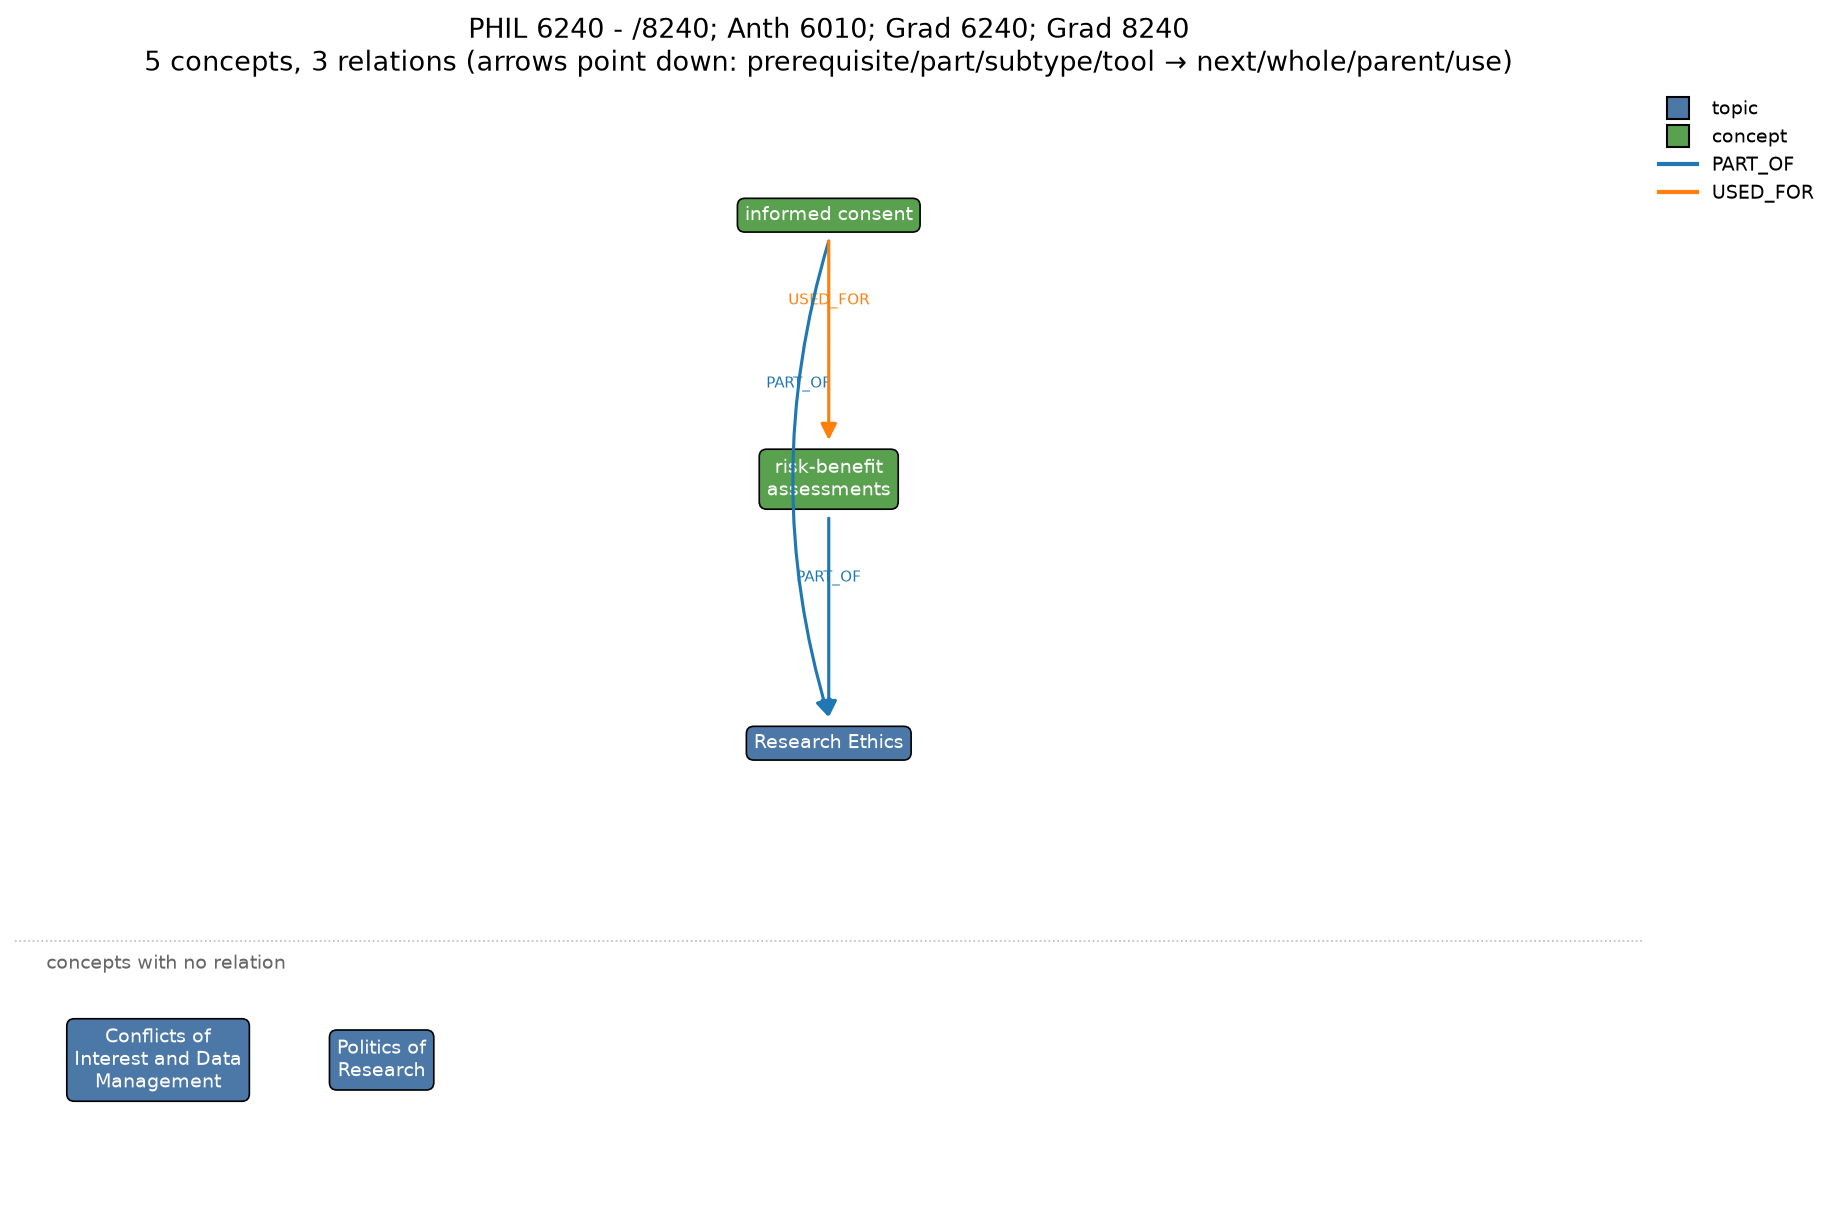 PHIL 6240 - /8240; Anth 6010; Grad 6240; Grad 8240
5 concepts, 3 relations (arrows point down: prerequisite/part/subtype/tool → next/whole/parent/use)
topic
concept
PART_OF
USED_FOR
informed consent
USED_FOR
PART_OF
risk-benefit
assessments
PART_OF
Research Ethics
concepts with no relation
Conflicts of
Interest and Data
Management
Politics of
Research